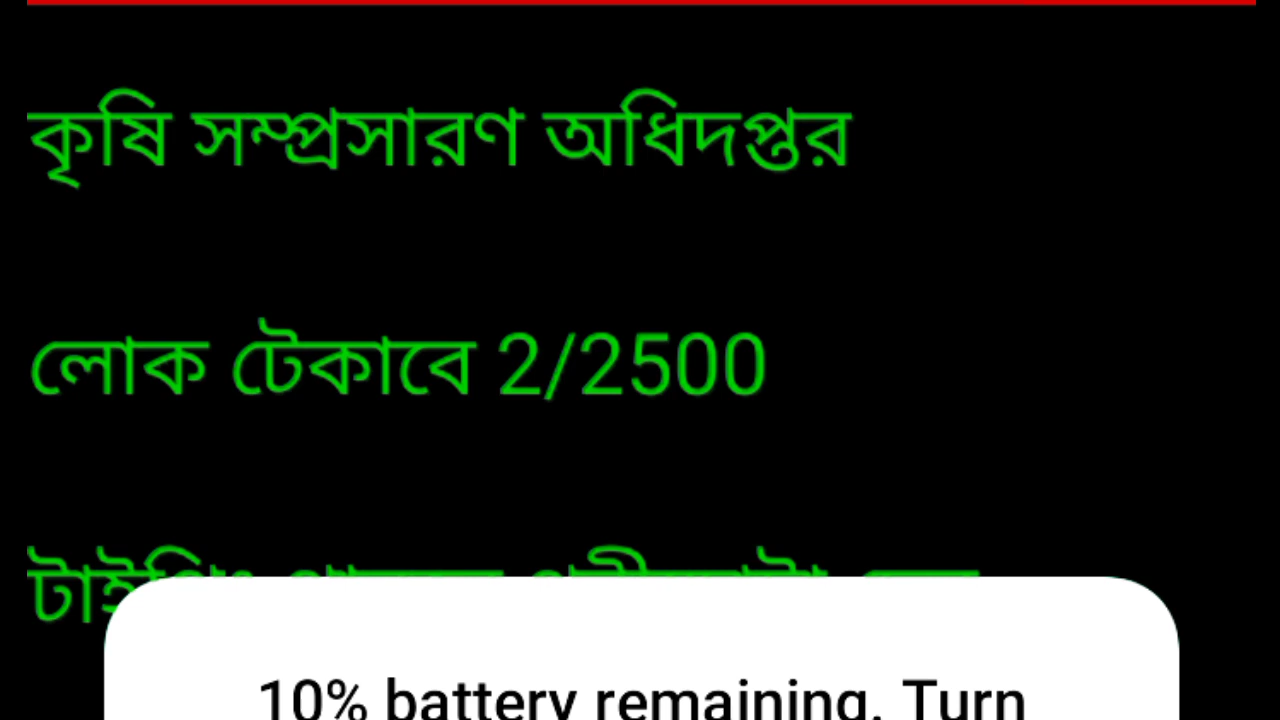 কৃষি সম্প্রসারণ অধিদপ্তর
লোক টেকাবে 2/2500
10% battery remaining. Turn